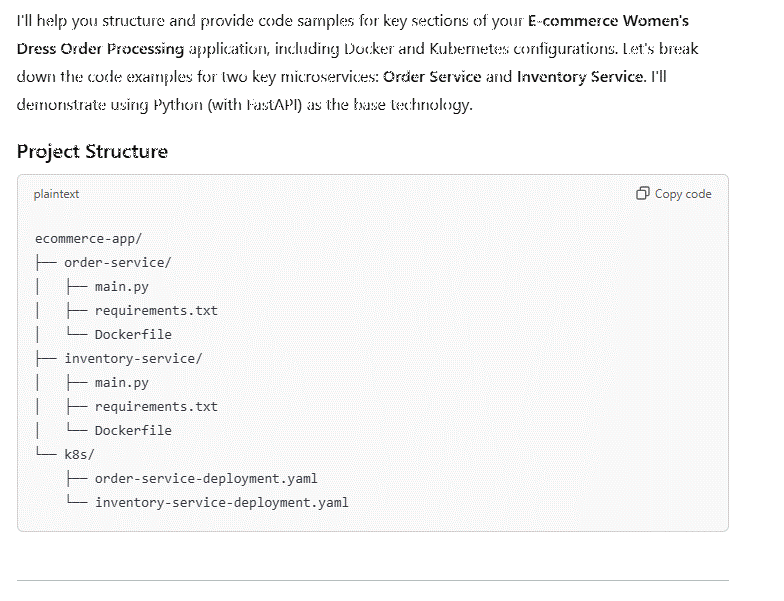 I'll help you structure and provide code samples for key sections of your E-commerce Women's
Dress Order Processing application, including Docker and Kubernetes configurations. Let's break
down the code examples for two key microservices: Order Service and Inventory Service. I'll
demonstrate using Python (with FastAPI) as the base technology.
Project Structure
plaintext Copy code
ecommerce-app/
├── order-service/
│   ├── main.py
│   ├── requirements.txt
│   └── Dockerfile
├── inventory-service/
│   ├── main.py
│   ├── requirements.txt
│   └── Dockerfile
└── k8s/
    ├── order-service-deployment.yaml
    └── inventory-service-deployment.yaml